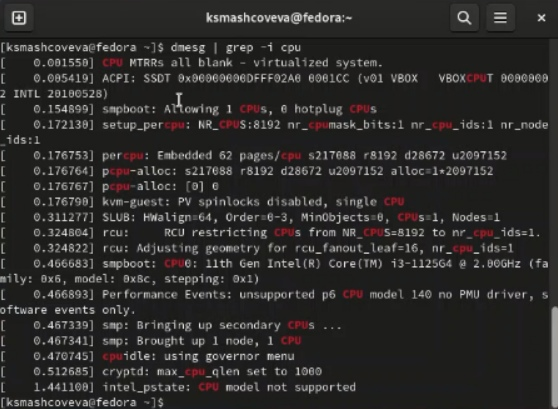 ksmashcoveva@fedora:~
[ksmashcoveva@fedora ~]$ dmesg | grep -i cpu
[    0.001550] CPU MTRRs all blank - virtualized system.
[    0.005419] ACPI: SSDT 0x00000000DFFF02A0 0001CC (v01 VBOX   VBOXCPUT 0000000
2 INTL 20100528)
[    0.154899] smpboot: Allowing 1 CPUs, 0 hotplug CPUs
[    0.172130] setup_percpu: NR_CPUS:8192 nr_cpumask_bits:1 nr_cpu_ids:1 nr_node
_ids:1
[    0.176753] percpu: Embedded 62 pages/cpu s217088 r8192 d28672 u2097152
[    0.176764] pcpu-alloc: s217088 r8192 d28672 u2097152 alloc=1*2097152
[    0.176767] pcpu-alloc: [0] 0
[    0.176790] kvm-guest: PV spinlocks disabled, single CPU
[    0.311277] SLUB: HWalign=64, Order=0-3, MinObjects=0, CPUs=1, Nodes=1
[    0.324804] rcu:     RCU restricting CPUs from NR_CPUS=8192 to nr_cpu_ids=1.
[    0.324822] rcu: Adjusting geometry for rcu_fanout_leaf=16, nr_cpu_ids=1
[    0.466683] smpboot: CPU0: 11th Gen Intel(R) Core(TM) i3-1125G4 @ 2.00GHz (fa
mily: 0x6, model: 0x8c, stepping: 0x1)
[    0.466893] Performance Events: unsupported p6 CPU model 140 no PMU driver, s
oftware events only.
[    0.467339] smp: Bringing up secondary CPUs ...
[    0.467341] smp: Brought up 1 node, 1 CPU
[    0.470745] cpuidle: using governor menu
[    0.512685] cryptd: max_cpu_qlen set to 1000
[    1.441100] intel_pstate: CPU model not supported
[ksmashcoveva@fedora ~]$